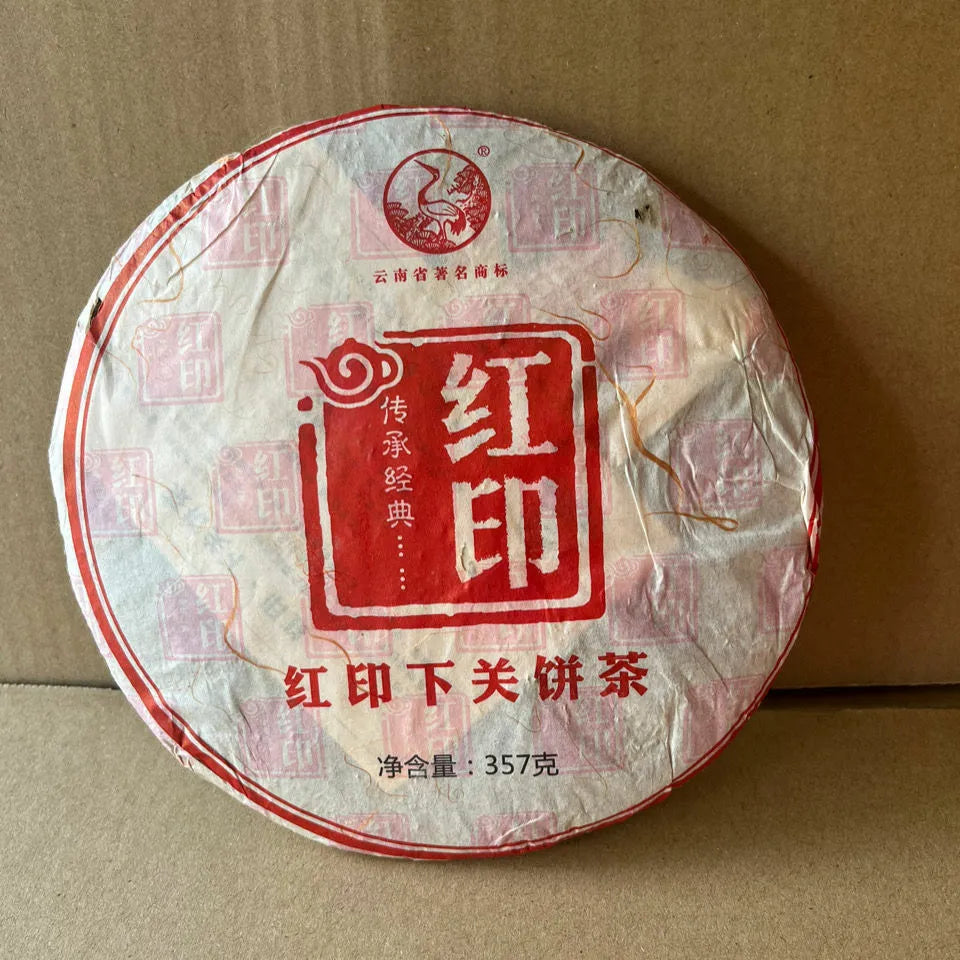 ®
云南省著名商标
红印
传承经典……
红印下关饼茶
净含量：357克